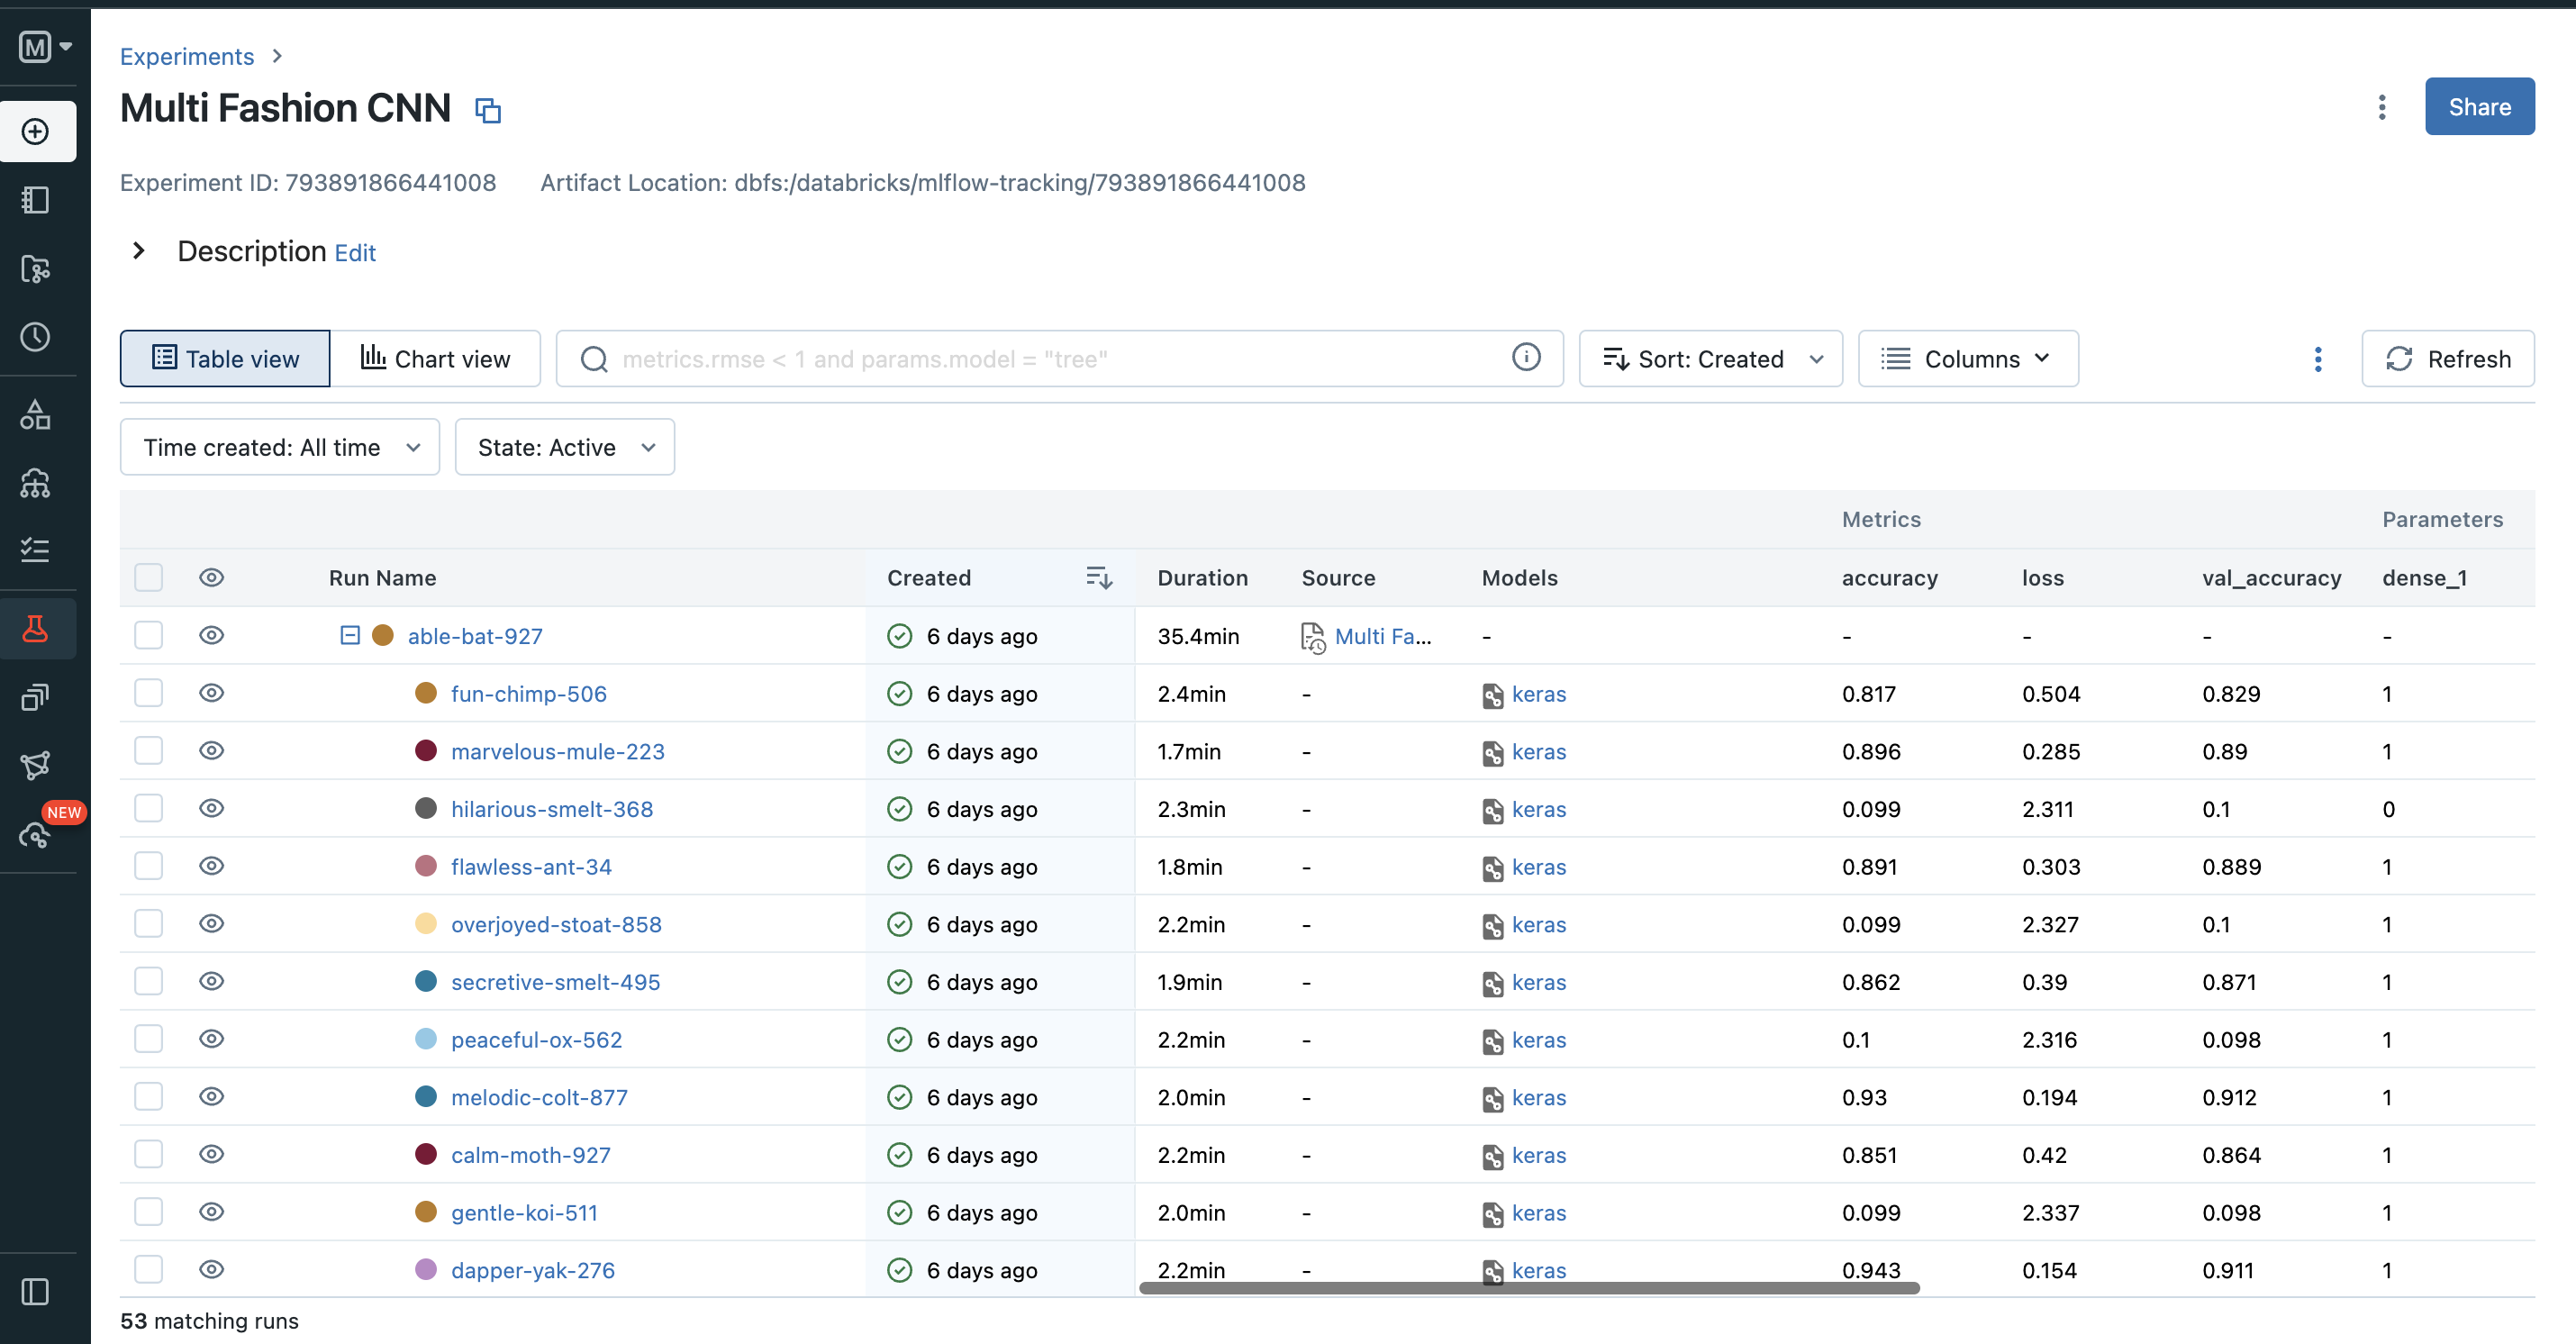 M
Experiments
Multi Fashion CNN
Share
Experiment ID: 793891866441008 Artifact Location: dbfs:/databricks/mlflow-tracking/793891866441008
Description Edit
Table view Chart view metrics.rmse < 1 and params.model = "tree" Sort: Created Columns Refresh
Time created: All time State: Active
Metrics Parameters
Run Name Created Duration Source Models accuracy loss val_accuracy dense_1
able-bat-927 6 days ago 35.4min Multi Fa... - - - - -
fun-chimp-506 6 days ago 2.4min - keras 0.817 0.504 0.829 1
marvelous-mule-223 6 days ago 1.7min - keras 0.896 0.285 0.89 1
hilarious-smelt-368 6 days ago 2.3min - keras 0.099 2.311 0.1 0
flawless-ant-34 6 days ago 1.8min - keras 0.891 0.303 0.889 1
overjoyed-stoat-858 6 days ago 2.2min - keras 0.099 2.327 0.1 1
secretive-smelt-495 6 days ago 1.9min - keras 0.862 0.39 0.871 1
peaceful-ox-562 6 days ago 2.2min - keras 0.1 2.316 0.098 1
melodic-colt-877 6 days ago 2.0min - keras 0.93 0.194 0.912 1
calm-moth-927 6 days ago 2.2min - keras 0.851 0.42 0.864 1
gentle-koi-511 6 days ago 2.0min - keras 0.099 2.337 0.098 1
dapper-yak-276 6 days ago 2.2min - keras 0.943 0.154 0.911 1
53 matching runs
NEW